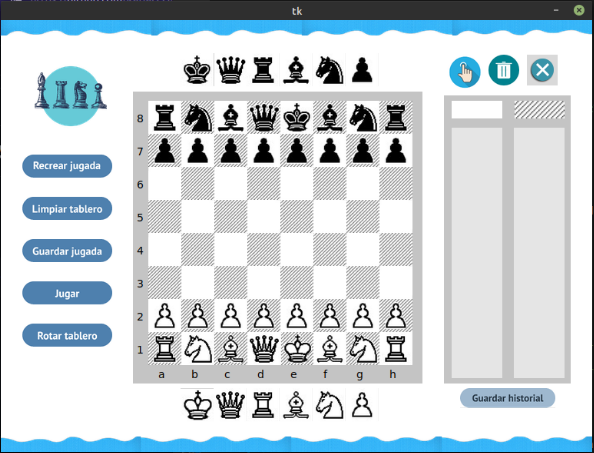 tk
Recrear jugada
Limpiar tablero
Guardar jugada
Jugar
Rotar tablero
8
7
6
5
4
3
2
1
a b c d e f g h
Guardar historial